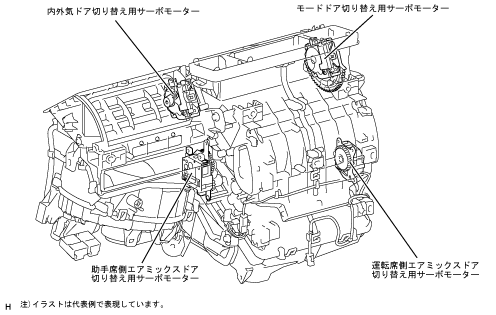 内外気ドア切り替え用サーボモーター
モードドア切り替え用サーボモーター
助手席側エアミックスドア
切り替え用サーボモーター
運転席側エアミックスドア
切り替え用サーボモーター
H 注)イラストは代表例で表現しています。